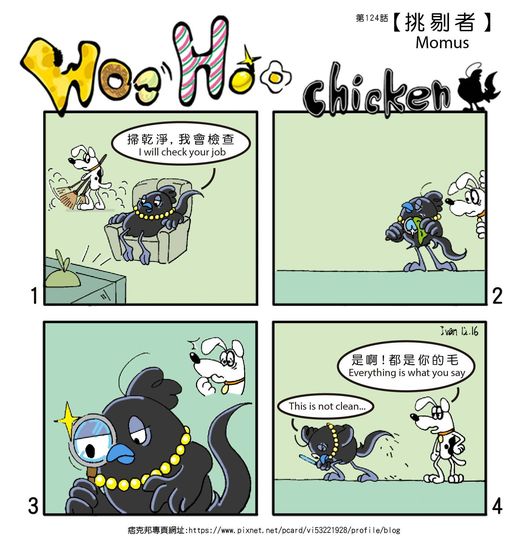 第124話【挑剔者】
Momus
Woo Hoo
chicken
掃乾淨, 我會檢查
I will check your job
1
2
3
Ivan 12.16
是啊! 都是你的毛
Everything is what you say
This is not clean...
4
痞克邦專頁網址:https://www.pixnet.net/pcard/vi53221928/profile/blog